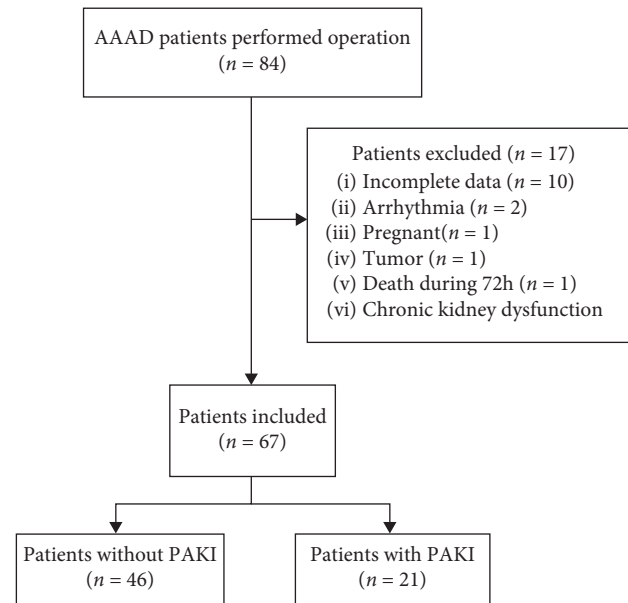 AAAD patients performed operation
(n = 84)
Patients excluded (n = 17)
(i) Incomplete data (n = 10)
(ii) Arrhythmia (n = 2)
(iii) Pregnant(n = 1)
(iv) Tumor (n = 1)
(v) Death during 72h (n = 1)
(vi) Chronic kidney dysfunction
Patients included
(n = 67)
Patients without PAKI
(n = 46)
Patients with PAKI
(n = 21)